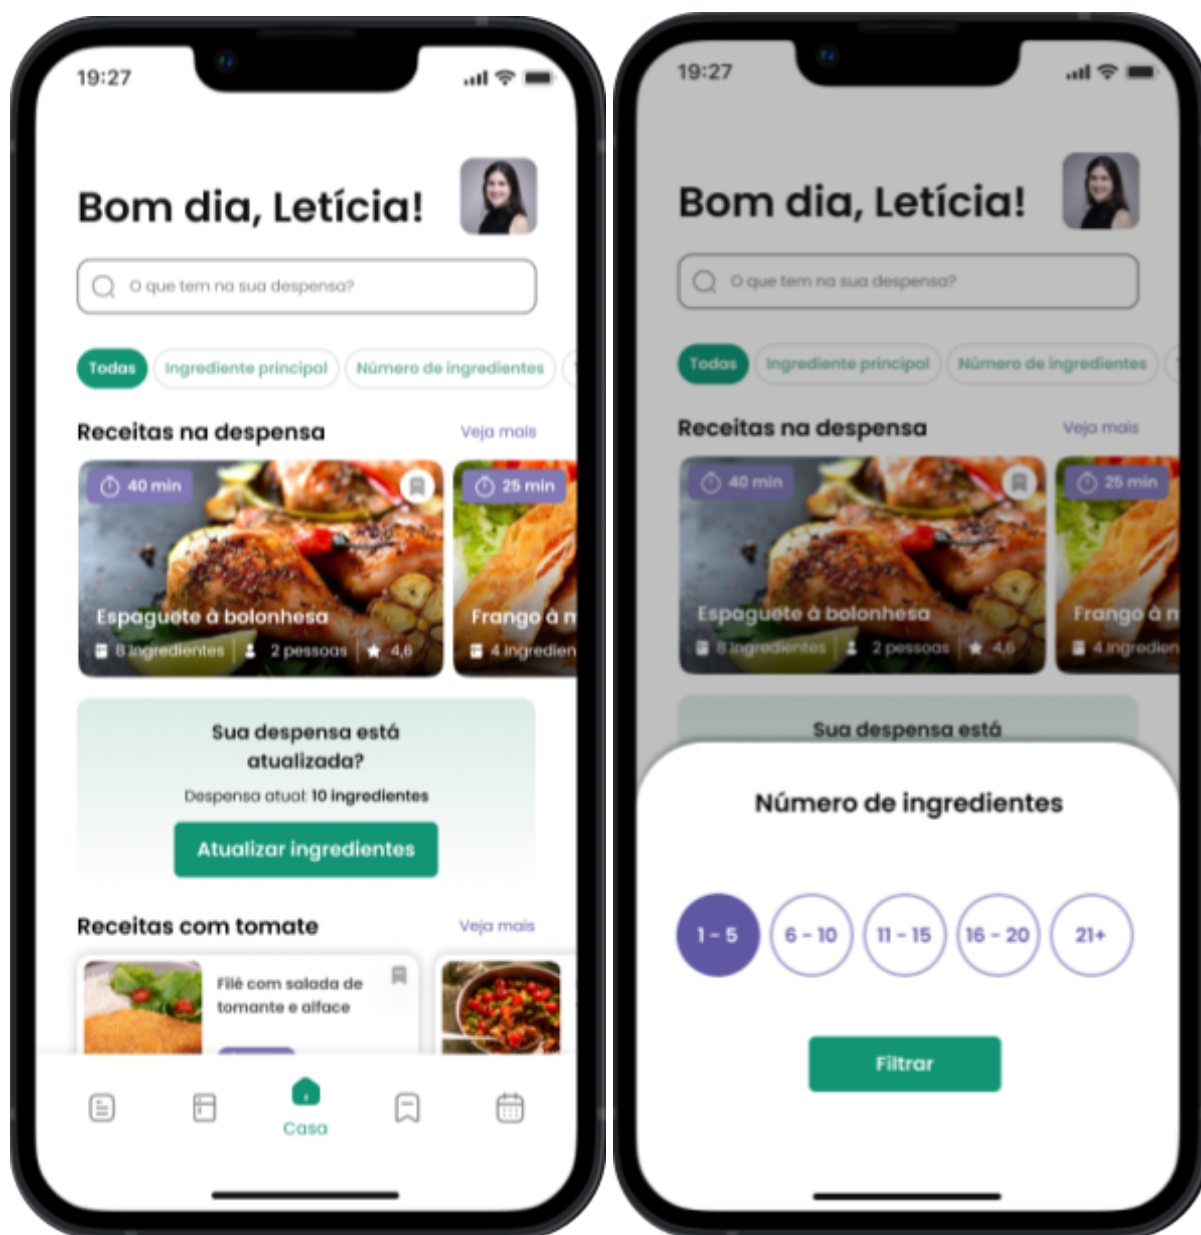 19:27
Bom dia, Letícia!
O que tem na sua despensa?
Todas Ingrediente principal Número de ingredientes
Receitas na despensa Veja mais
40 min 25 min
Espaguete à bolonhesa Frango à m
8 Ingredientes 2 pessoas 4,6 4 Ingredien
Sua despensa está
atualizada?
Despensa atual: 10 ingredientes
Atualizar ingredientes
Receitas com tomate Veja mais
Filé com salada de
tomante e alface
Casa
19:27
Bom dia, Letícia!
O que tem na sua despensa?
Todas Ingrediente principal Número de ingredientes
Receitas na despensa Veja mais
40 min 25 min
Espaguete à bolonhesa Frango à m
8 Ingredientes 2 pessoas 4,6 4 Ingredien
Sua despensa está
Número de ingredientes
1 - 5 6 - 10 11 - 15 16 - 20 21+
Filtrar